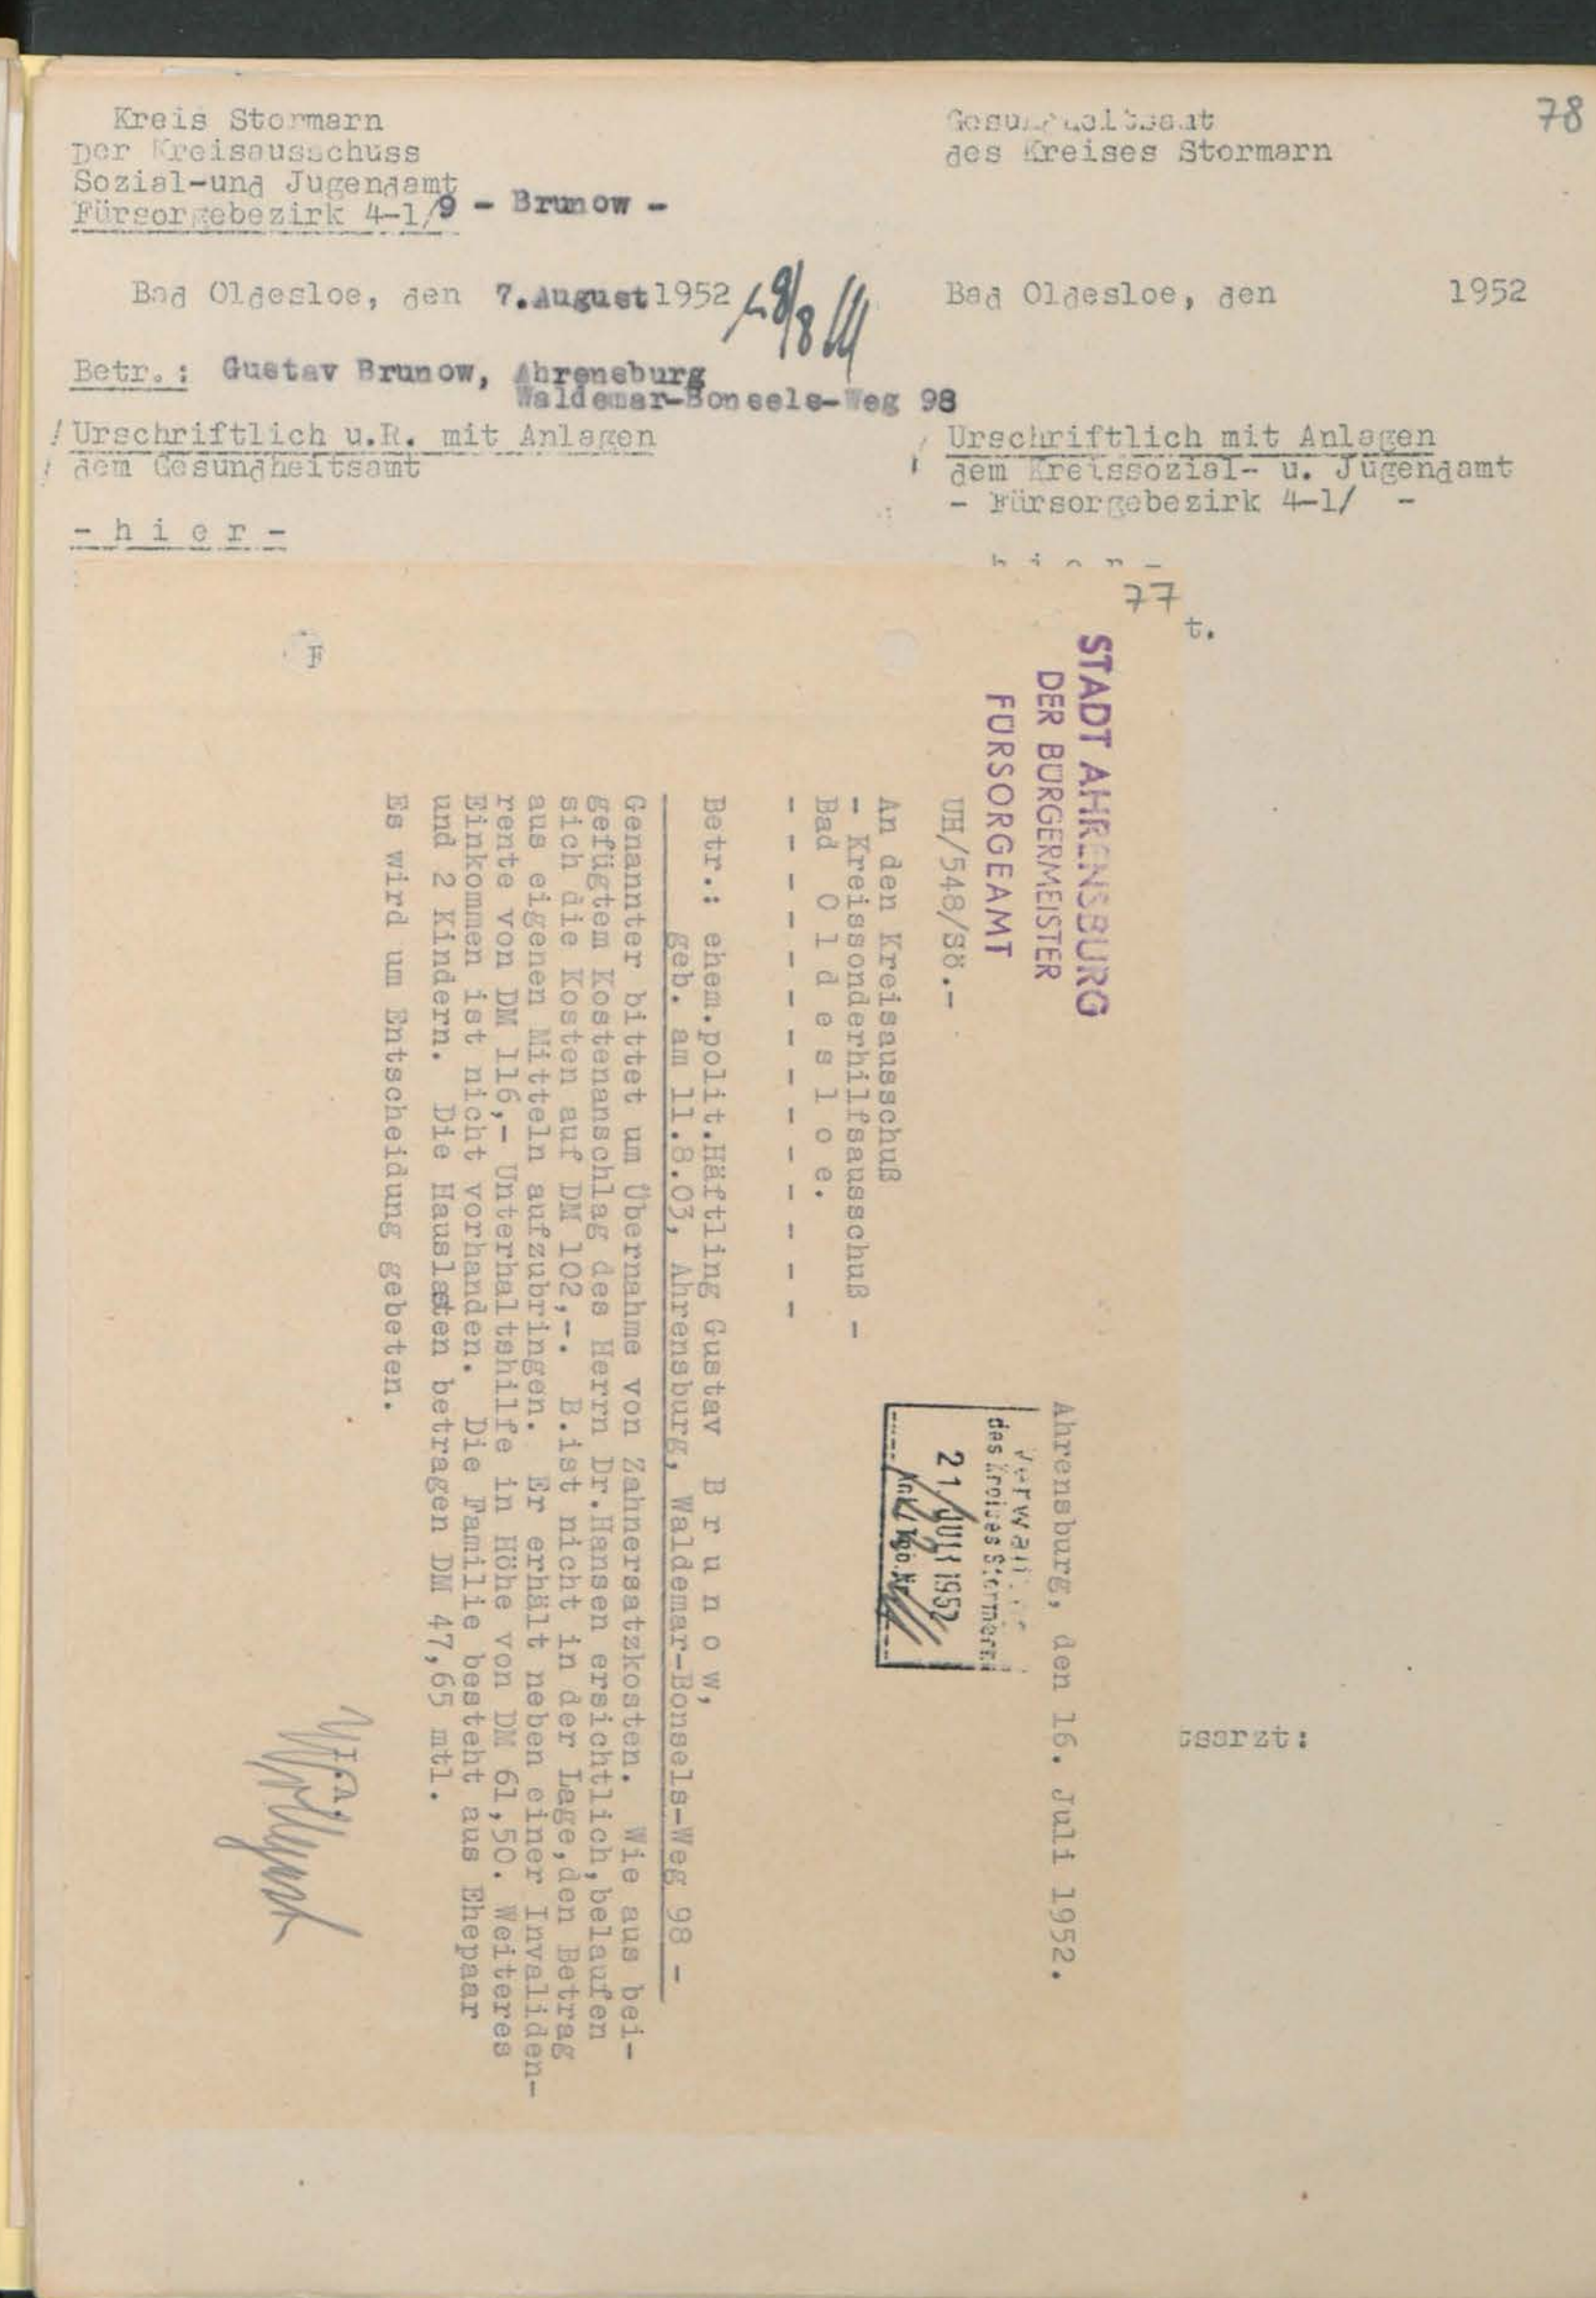 78
Kreis Stormarn
Der Kreisausschuss
Sozial-und Jugendamt
Fürsorgebezirk 4-1/9 - Brunow -
Bad Oldesloe, den 7.August 1952
Betr.: Gustav Brunow, Ahrensburg
Waldemar-Bonsels-Weg 98
Urschriftlich u.R. mit Anlagen
dem Gesundheitsamt
- h i e r -
Gesundheitsamt
des Kreises Stormarn
Bad Oldesloe, den 1952
Urschriftlich mit Anlagen
dem Kreissozial- u. Jugendamt
- Fürsorgebezirk 4-1/ -
h i e r -
t.
F
tsarzt:
77
STADT AHRENSBURG
DER BÜRGERMEISTER
FÜRSORGEAMT
Ahrensburg, den 16. Juli 1952.
UH/548/S8.-
des Kreises Stormarn
21. JULI 1952
An den Kreisausschuß
- Kreissonderhilfsausschuß -
Bad O l d e s l o e.
- - - - - - - - - - - - - -
Betr.: ehem.polit.Häftling Gustav B r u n o w,
geb. am 11.8.03, Ahrensburg, Waldemar-Bonsels-Weg 98 -
Genannter bittet um Übernahme von Zahnersatzkosten. Wie aus bei-
gefügtem Kostenanschlag des Herrn Dr.Hansen ersichtlich,belaufen
sich die Kosten auf DM 102,-. B.ist nicht in der Lage,den Betrag
aus eigenen Mitteln aufzubringen. Er erhält neben einer Invaliden-
rente von DM 116,- Unterhaltshilfe in Höhe von DM 61,50. Weiteres
Einkommen ist nicht vorhanden. Die Familie besteht aus Ehepaar
und 2 Kindern. Die Hauslasten betragen DM 47,65 mtl.
Es wird um Entscheidung gebeten.
I.A.